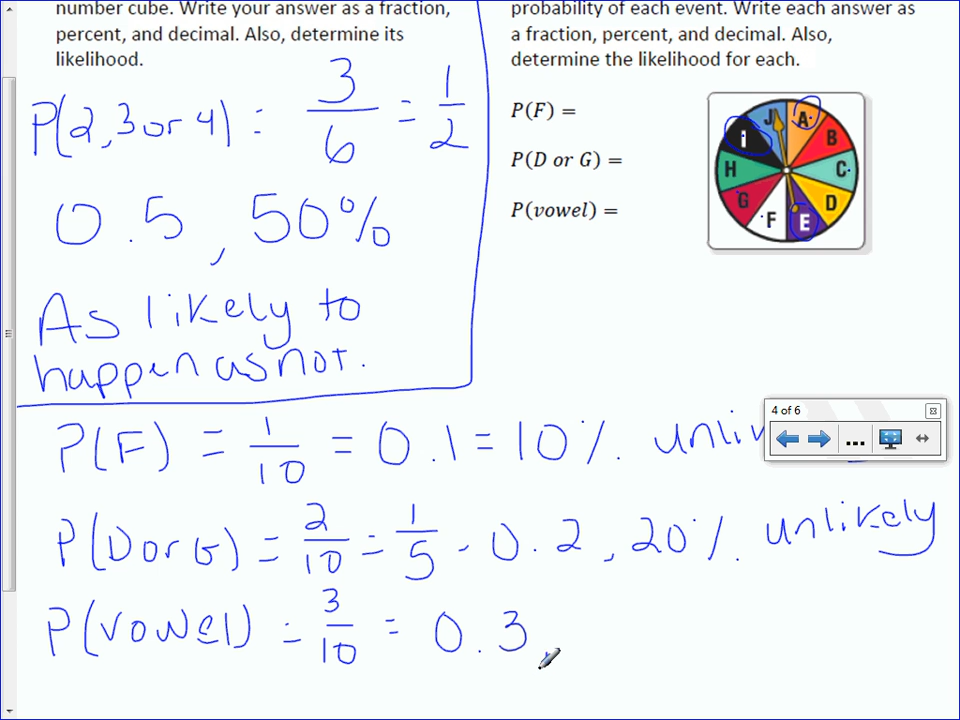 number cube. Write your answer as a fraction,
percent, and decimal. Also, determine its
likelihood.
P(2, 3 or 4) = 3/6 = 1/2
0.5, 50%
As likely to
happen as not.
probability of each event. Write each answer as
a fraction, percent, and decimal. Also,
determine the likelihood for each.
P(F) =
P(D or G) =
P(vowel) =
J A
I B
H C
G D
F E
4 of 6
...
P(F) = 1/10 = 0.1 = 10%
P(D or G) = 2/10 = 1/5 - 0.2, 20% unlikely
P(vowel) = 3/10 = 0.3,